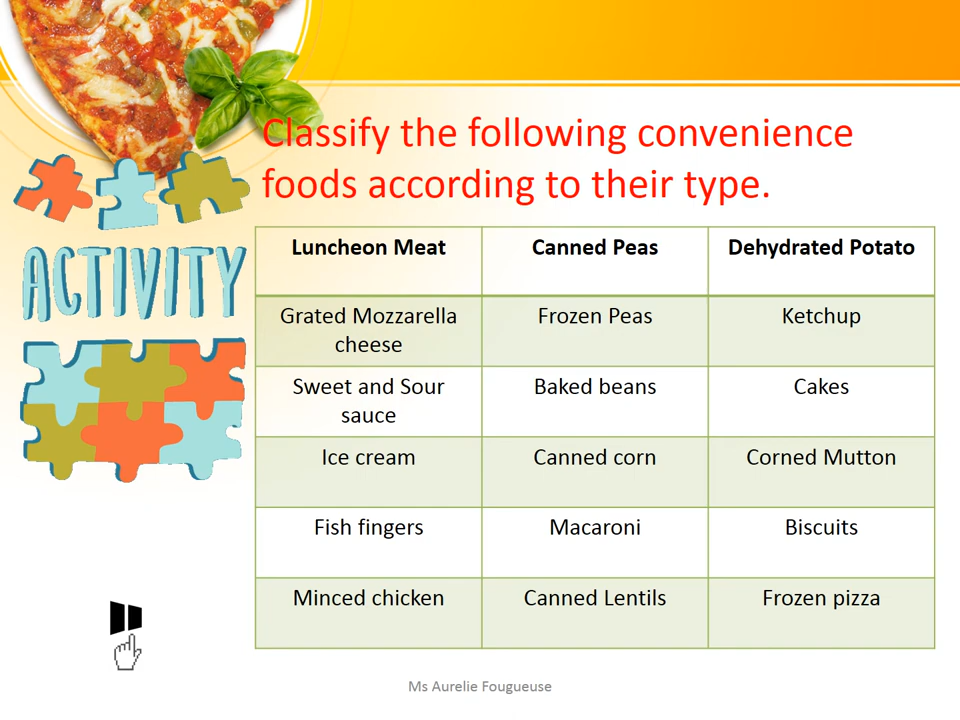 Classify the following convenience
foods according to their type.
ACTIVITY
Luncheon Meat Canned Peas Dehydrated Potato
Grated Mozzarella Frozen Peas Ketchup
cheese
Sweet and Sour Baked beans Cakes
sauce
Ice cream Canned corn Corned Mutton
Fish fingers Macaroni Biscuits
Minced chicken Canned Lentils Frozen pizza
Ms Aurelie Fougueuse